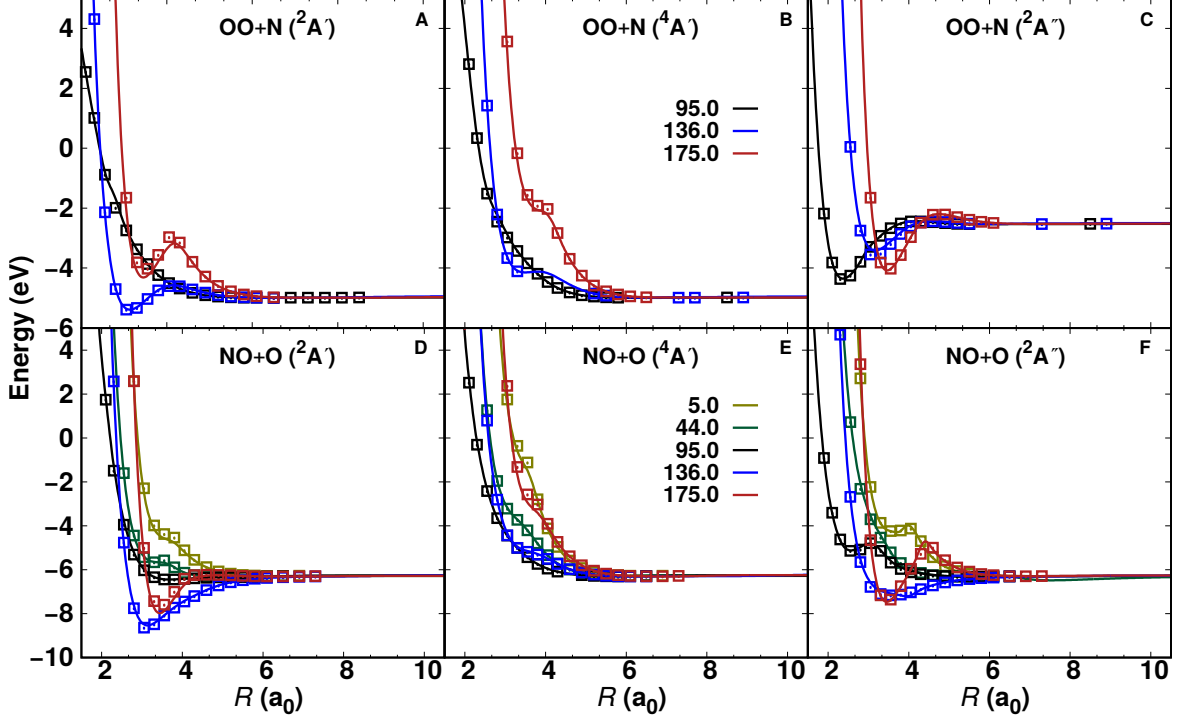 OO+N (²A′) A
OO+N (⁴A′) B
OO+N (²A″) C
4
2
0
−2
−4
−6
95.0
136.0
175.0
Energy (eV)
NO+O (²A′) D
NO+O (⁴A′) E
NO+O (²A″) F
4
2
0
−2
−4
−6
−8
−10
5.0
44.0
95.0
136.0
175.0
2 4 6 8 10
2 4 6 8 10
2 4 6 8 10
R (a₀)
R (a₀)
R (a₀)